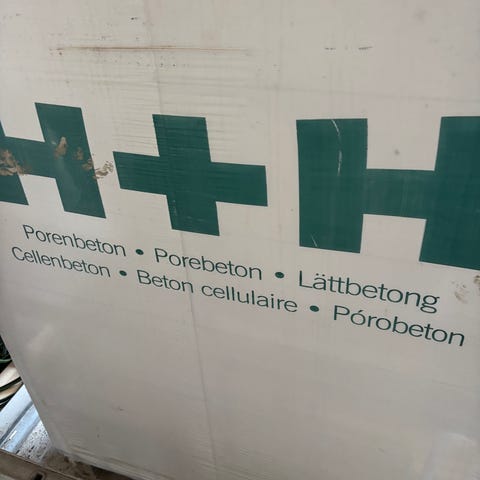 H+H
Porenbeton • Porebeton • Lättbetong
Cellenbeton • Beton cellulaire • Pórobeton